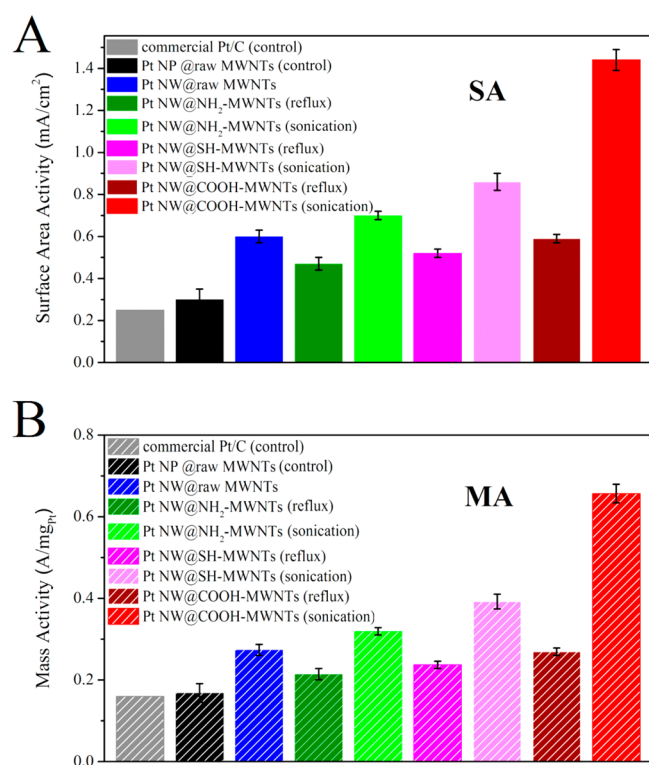 A
Surface Area Activity (mA/cm²)
1.4
1.2
1.0
0.8
0.6
0.4
0.2
0.0
commercial Pt/C (control)
Pt NP @raw MWNTs (control)
Pt NW@raw MWNTs
Pt NW@NH₂-MWNTs (reflux)
Pt NW@NH₂-MWNTs (sonication)
Pt NW@SH-MWNTs (reflux)
Pt NW@SH-MWNTs (sonication)
Pt NW@COOH-MWNTs (reflux)
Pt NW@COOH-MWNTs (sonication)
SA
B
Mass Activity (A/mgPt)
0.8
0.6
0.4
0.2
0.0
commercial Pt/C (control)
Pt NP @raw MWNTs (control)
Pt NW@raw MWNTs
Pt NW@NH₂-MWNTs (reflux)
Pt NW@NH₂-MWNTs (sonication)
Pt NW@SH-MWNTs (reflux)
Pt NW@SH-MWNTs (sonication)
Pt NW@COOH-MWNTs (reflux)
Pt NW@COOH-MWNTs (sonication)
MA